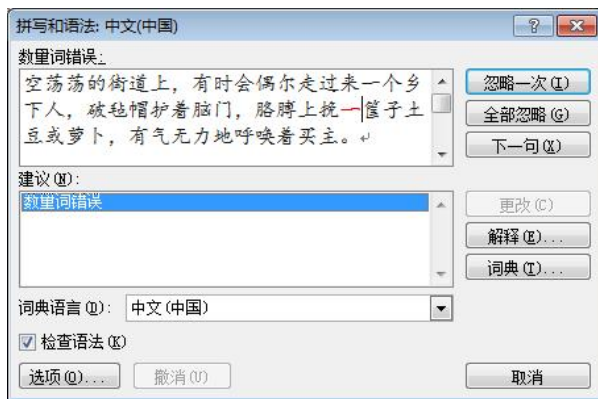 拼写和语法: 中文(中国)
数量词错误:
空荡荡的街道上，有时会偶尔走过来一个乡
下人，破毡帽护着脑门，胳膊上挽一筐子土
豆或萝卜，有气无力地呼唤着买主。↵
忽略一次(I)
全部忽略(G)
下一句(X)
建议(N):
数量词错误
更改(C)
解释(E)...
词典(T)...
词典语言(D): 中文(中国)
检查语法(K)
选项(O)...
撤消(U)
取消